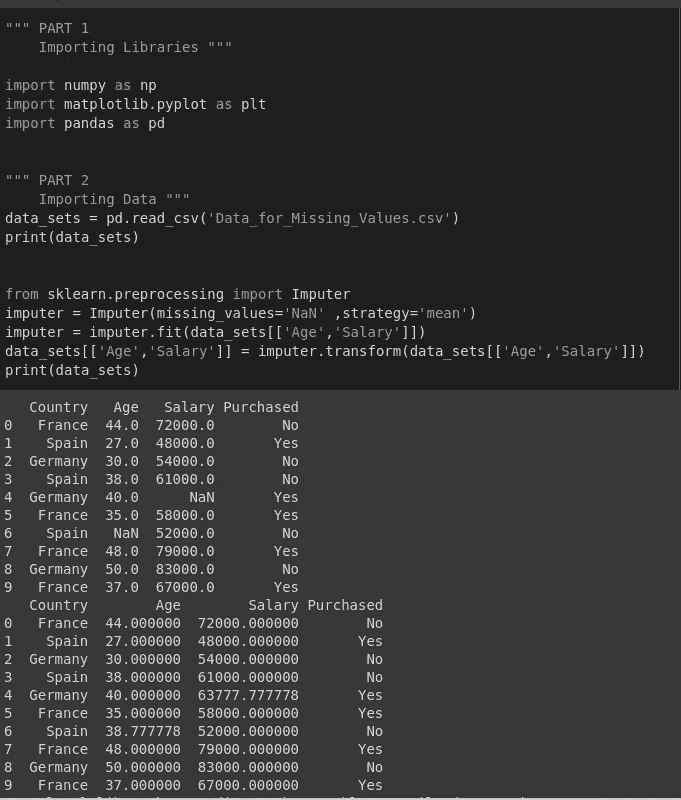 """ PART 1
    Importing Libraries """
import numpy as np
import matplotlib.pyplot as plt
import pandas as pd
""" PART 2
    Importing Data """
data_sets = pd.read_csv('Data_for_Missing_Values.csv')
print(data_sets)
from sklearn.preprocessing import Imputer
imputer = Imputer(missing_values='NaN' ,strategy='mean')
imputer = imputer.fit(data_sets[['Age','Salary']])
data_sets[['Age','Salary']] = imputer.transform(data_sets[['Age','Salary']])
print(data_sets)
   Country   Age   Salary Purchased
0   France  44.0  72000.0        No
1    Spain  27.0  48000.0       Yes
2  Germany  30.0  54000.0        No
3    Spain  38.0  61000.0        No
4  Germany  40.0      NaN       Yes
5   France  35.0  58000.0       Yes
6    Spain   NaN  52000.0        No
7   France  48.0  79000.0       Yes
8  Germany  50.0  83000.0        No
9   France  37.0  67000.0       Yes
   Country        Age        Salary Purchased
0   France  44.000000  72000.000000        No
1    Spain  27.000000  48000.000000       Yes
2  Germany  30.000000  54000.000000        No
3    Spain  38.000000  61000.000000        No
4  Germany  40.000000  63777.777778       Yes
5   France  35.000000  58000.000000       Yes
6    Spain  38.777778  52000.000000        No
7   France  48.000000  79000.000000       Yes
8  Germany  50.000000  83000.000000        No
9   France  37.000000  67000.000000       Yes